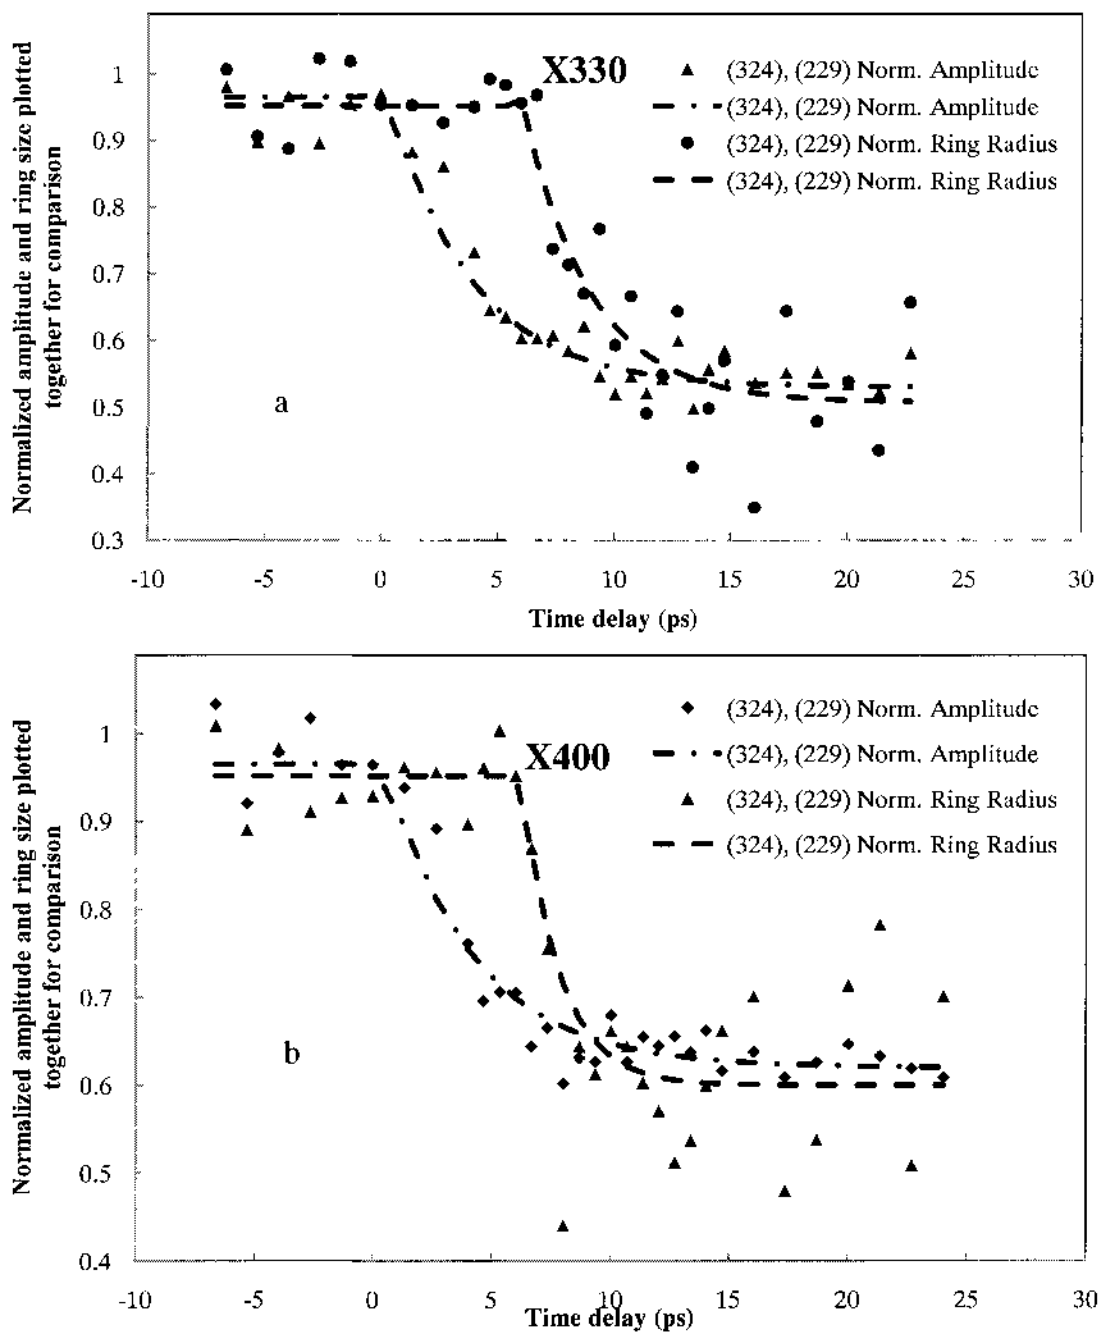 Normalized amplitude and ring size plotted
together for comparison
1
0.9
0.8
0.7
0.6
0.5
0.4
0.3
X330
(324), (229) Norm. Amplitude
(324), (229) Norm. Amplitude
(324), (229) Norm. Ring Radius
(324), (229) Norm. Ring Radius
a
-10 -5 0 5 10 15 20 25 30
Time delay (ps)
Normalized amplitude and ring size plotted
together for comparison
1
0.9
0.8
0.7
0.6
0.5
0.4
X400
(324), (229) Norm. Amplitude
(324), (229) Norm. Amplitude
(324), (229) Norm. Ring Radius
(324), (229) Norm. Ring Radius
b
-10 -5 0 5 10 15 20 25 30
Time delay (ps)